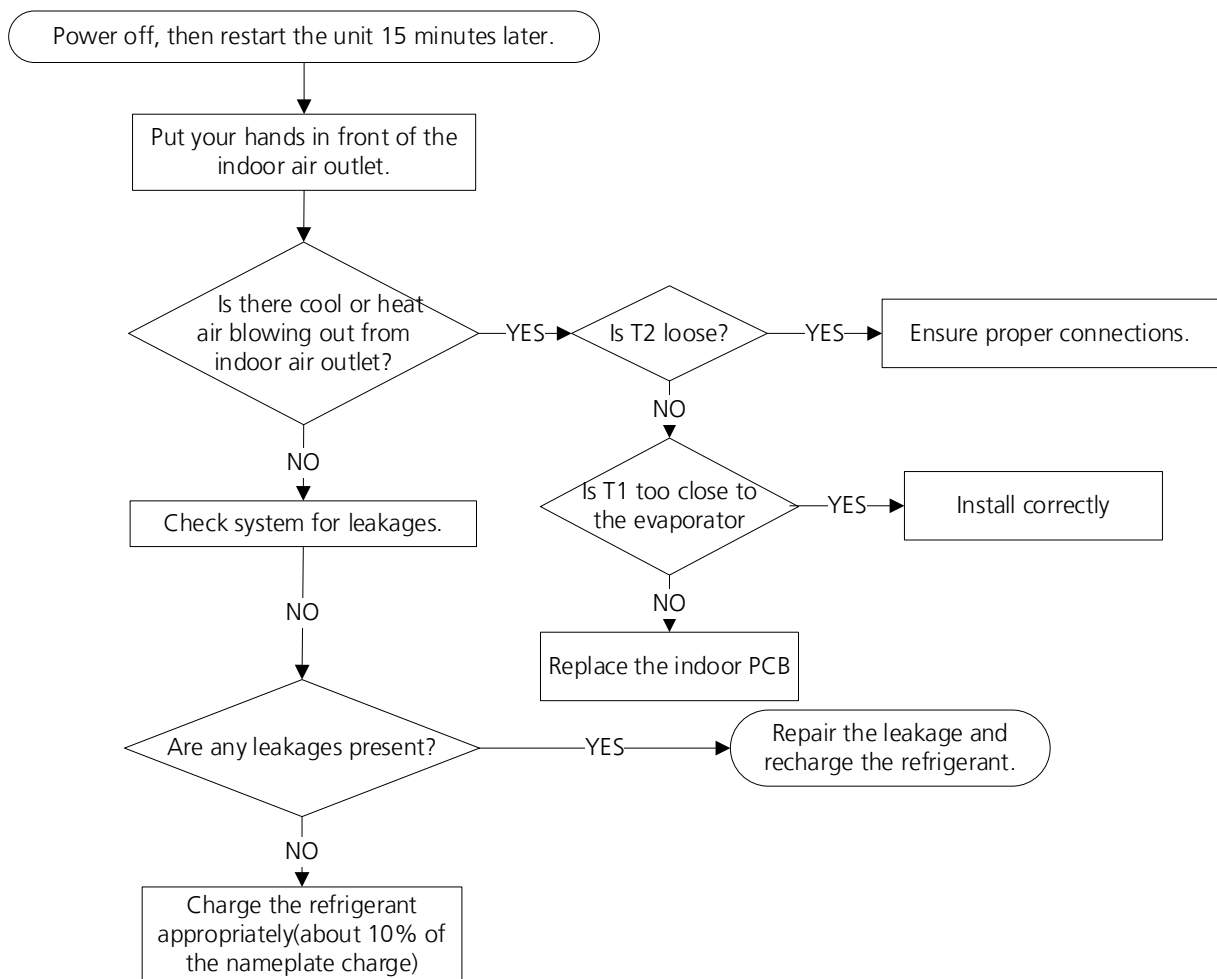 Power off, then restart the unit 15 minutes later.
Put your hands in front of the
indoor air outlet.
Is there cool or heat
air blowing out from
indoor air outlet?
YES
Is T2 loose?
YES
Ensure proper connections.
NO
NO
Is T1 too close to
the evaporator
YES
Install correctly
Check system for leakages.
NO
NO
Replace the indoor PCB
Are any leakages present?
YES
Repair the leakage and
recharge the refrigerant.
NO
Charge the refrigerant
appropriately(about 10% of
the nameplate charge)